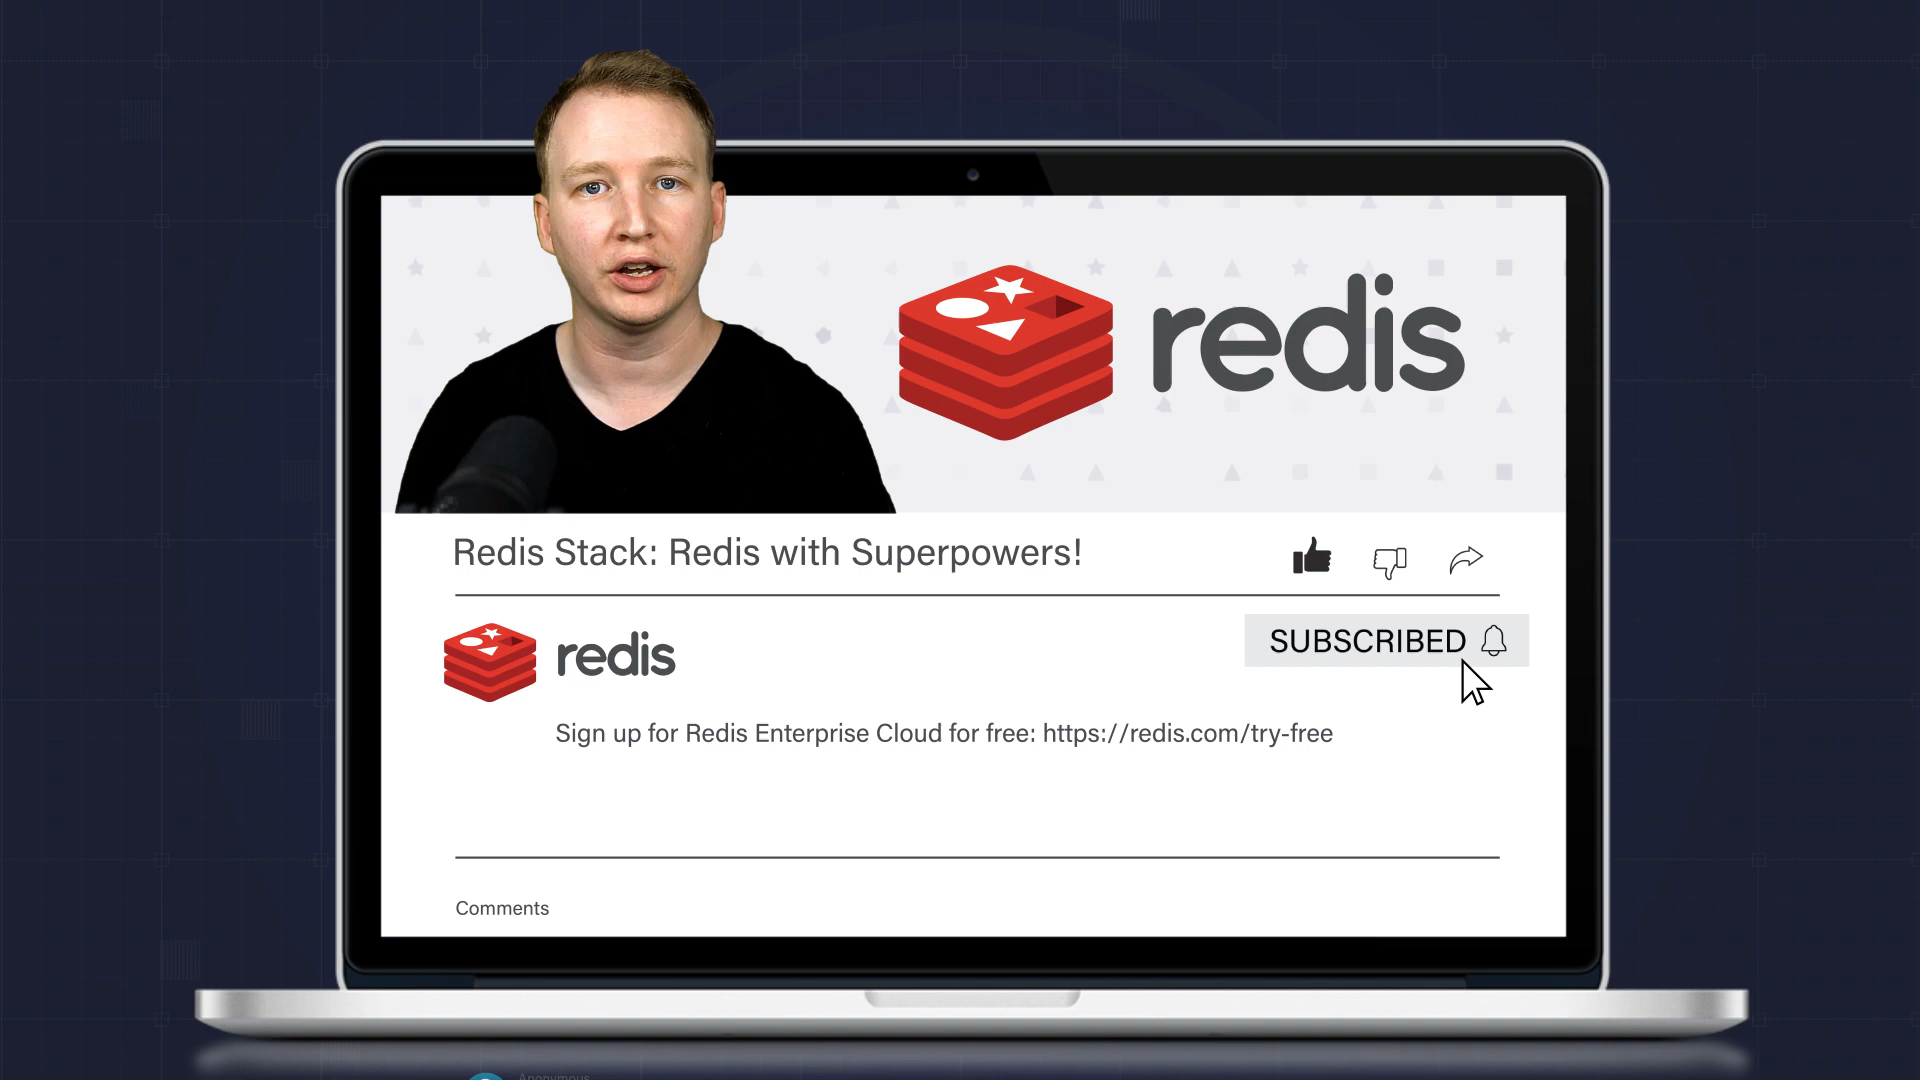 redis
Redis Stack: Redis with Superpowers!
redis
SUBSCRIBED
Sign up for Redis Enterprise Cloud for free: https://redis.com/try-free
Comments
Anonymous